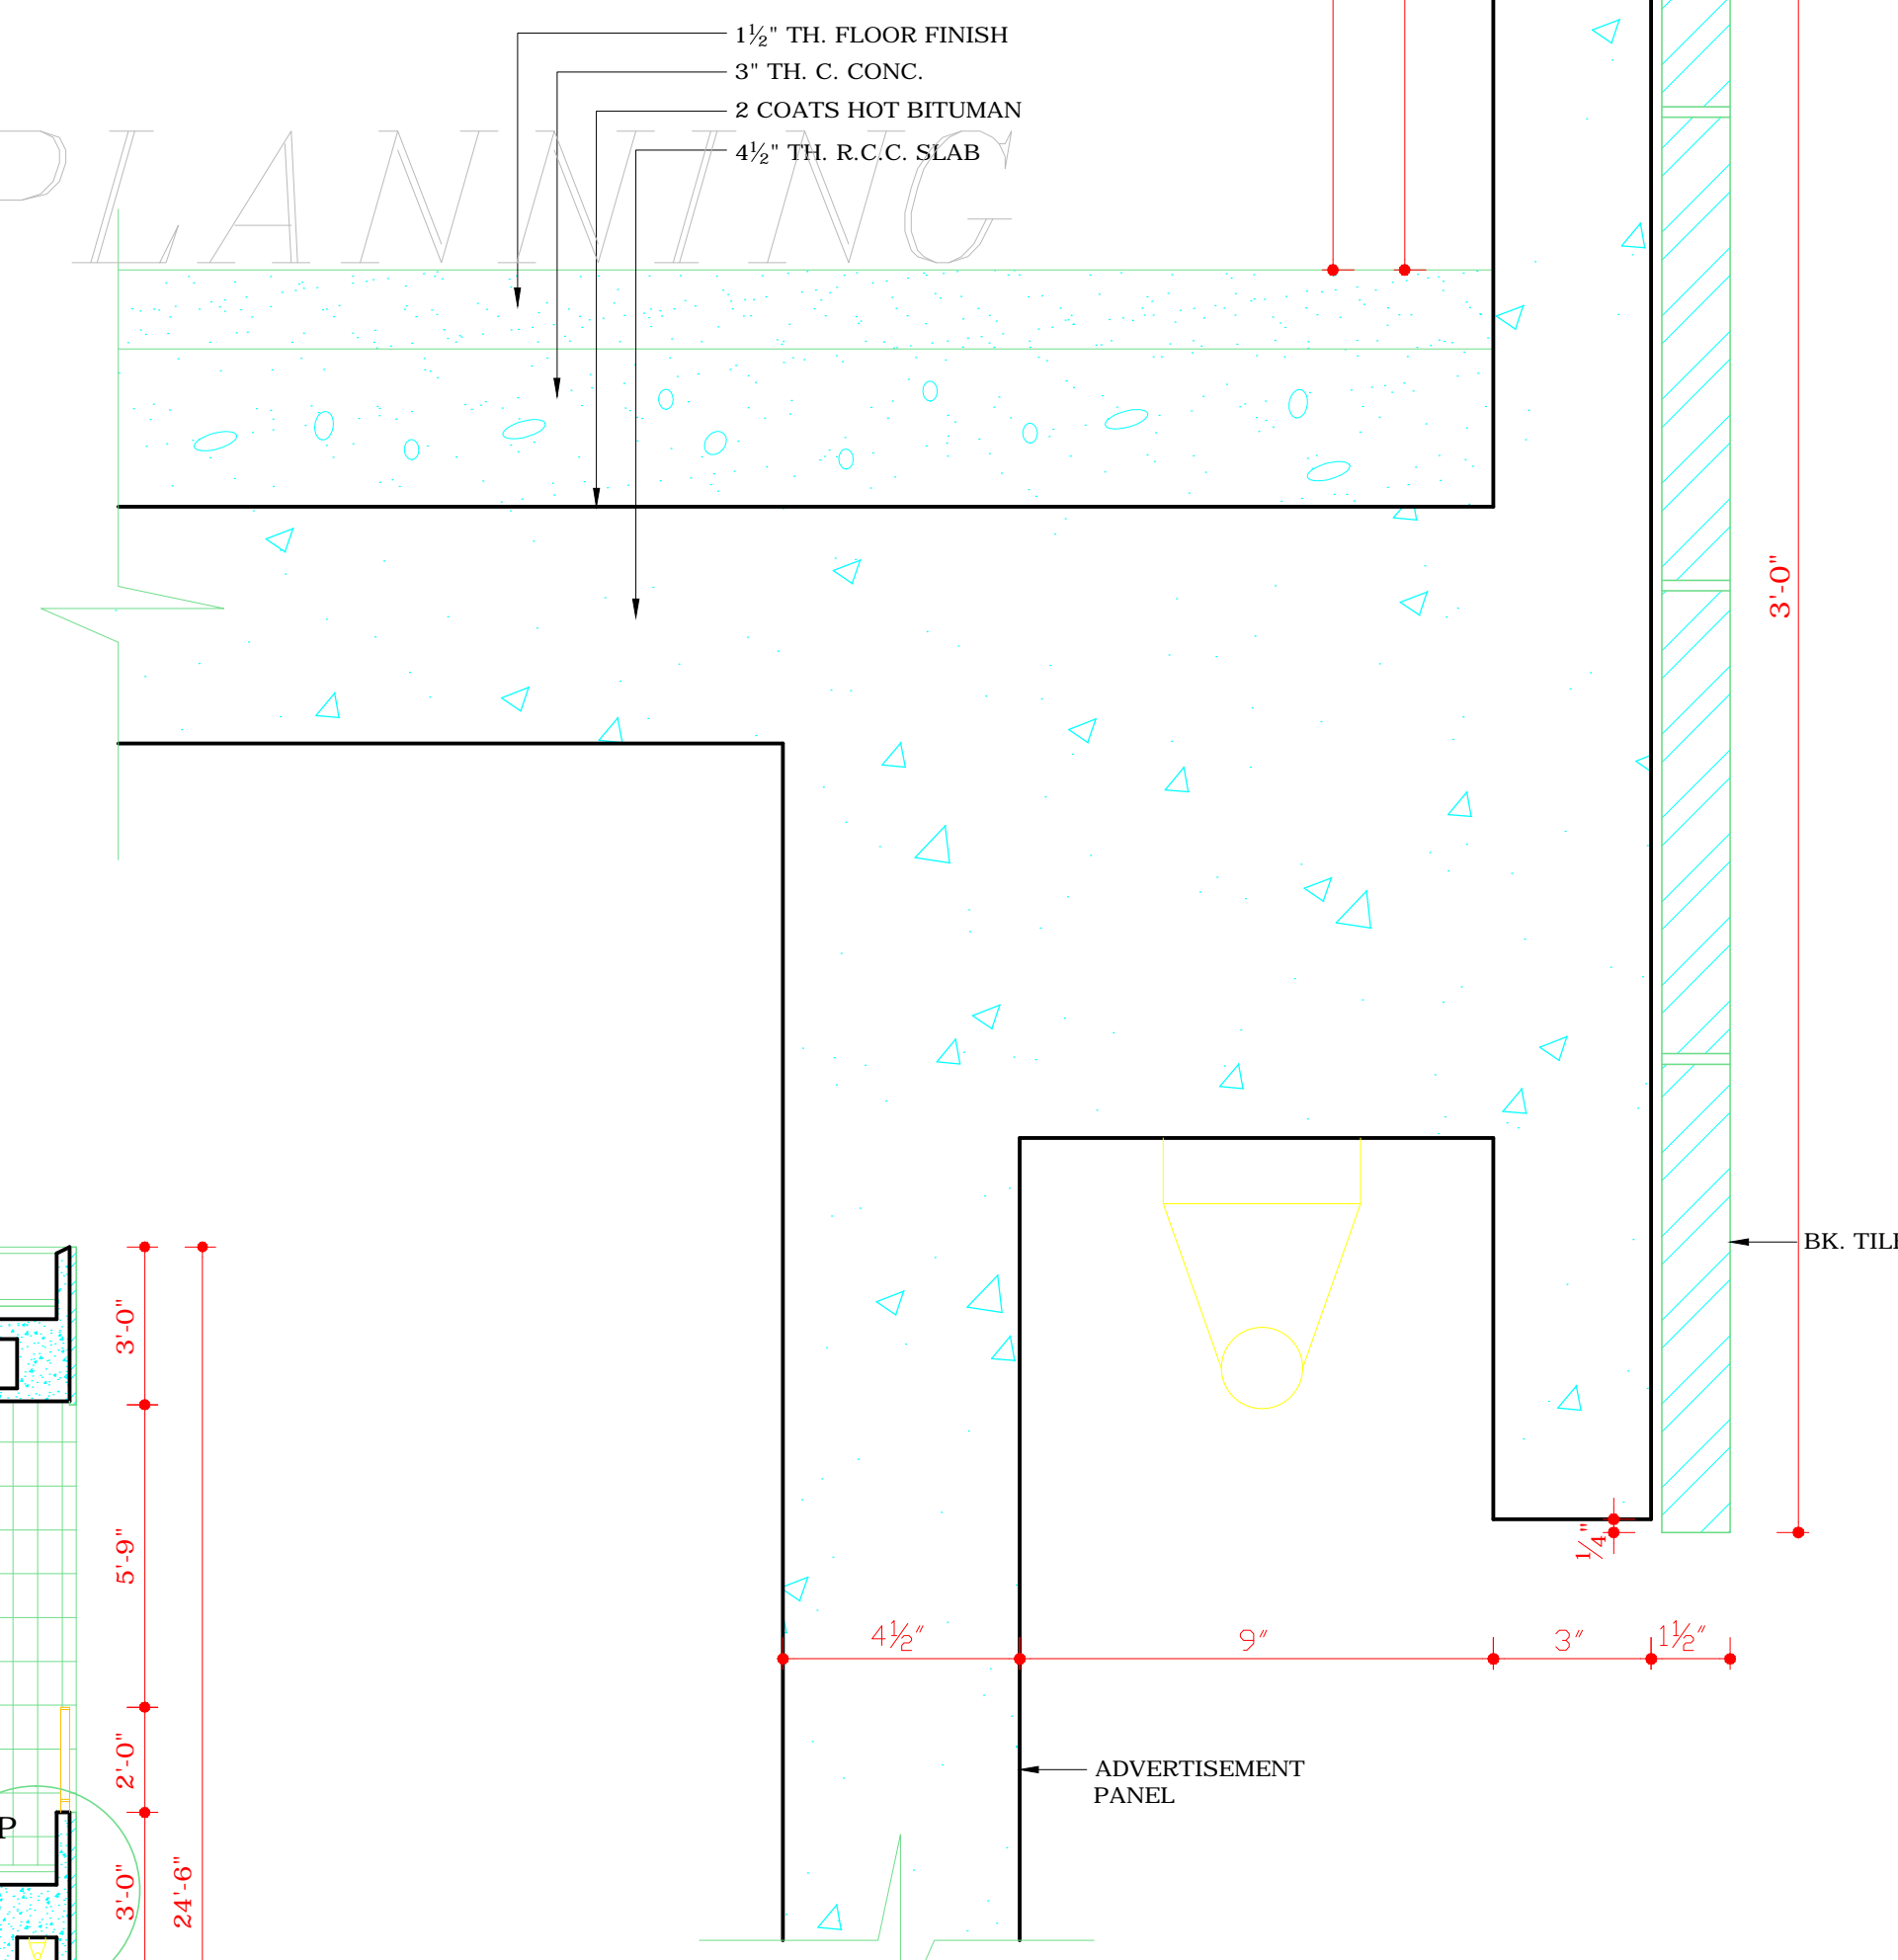 1½" TH. FLOOR FINISH
3" TH. C. CONC.
2 COATS HOT BITUMAN
4½" TH. R.C.C. SLAB
PLANNING
3'-0"
BK. TILE
3'-0"
5'-9"
2'-0"
3'-0"
24'-6"
P
1/4"
4½"
9"
3"
1½"
ADVERTISEMENT
PANEL